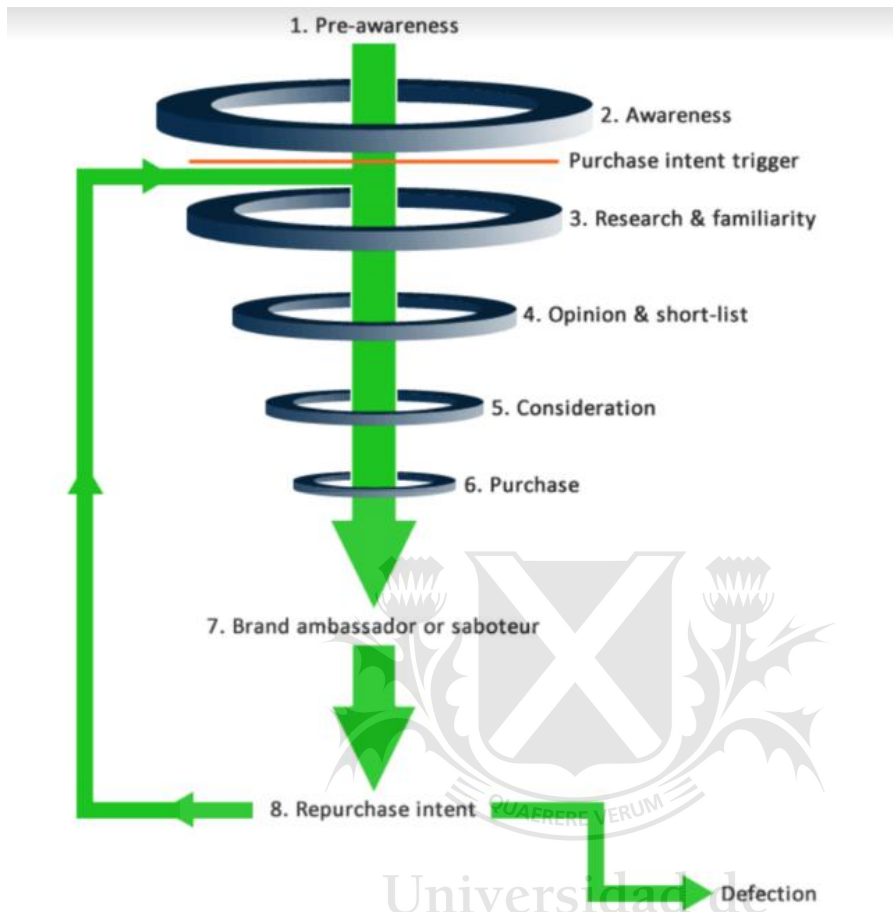 1. Pre-awareness
2. Awareness
Purchase intent trigger
3. Research & familiarity
4. Opinion & short-list
5. Consideration
6. Purchase
7. Brand ambassador or saboteur
8. Repurchase intent
QUAERERE VERUM
Defection
Universidad de